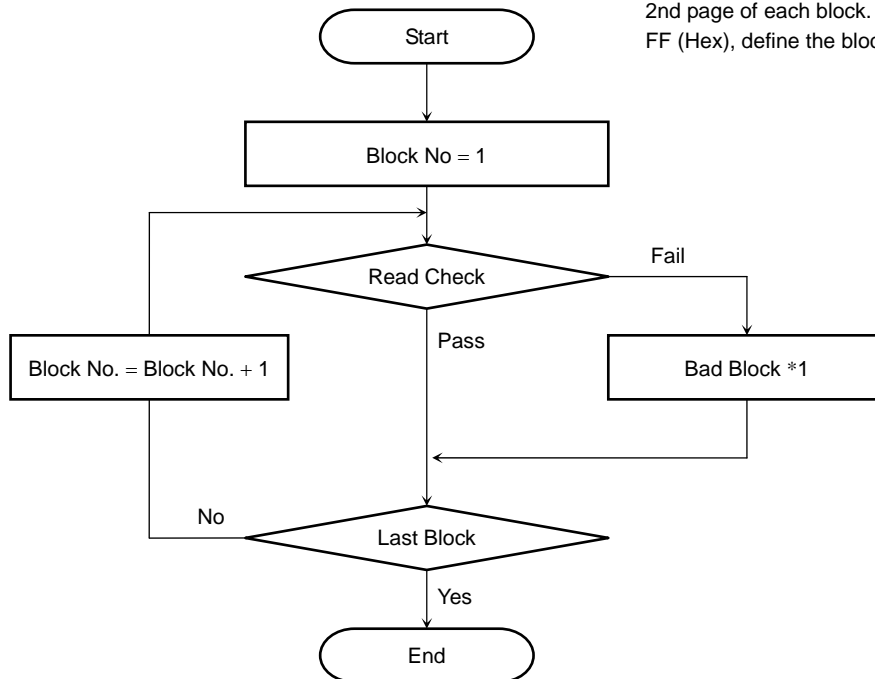 2nd page of each block.
FF (Hex), define the bloc
Start
Block No = 1
Read Check
Fail
Pass
Block No. = Block No. + 1
Bad Block *1
No
Last Block
Yes
End